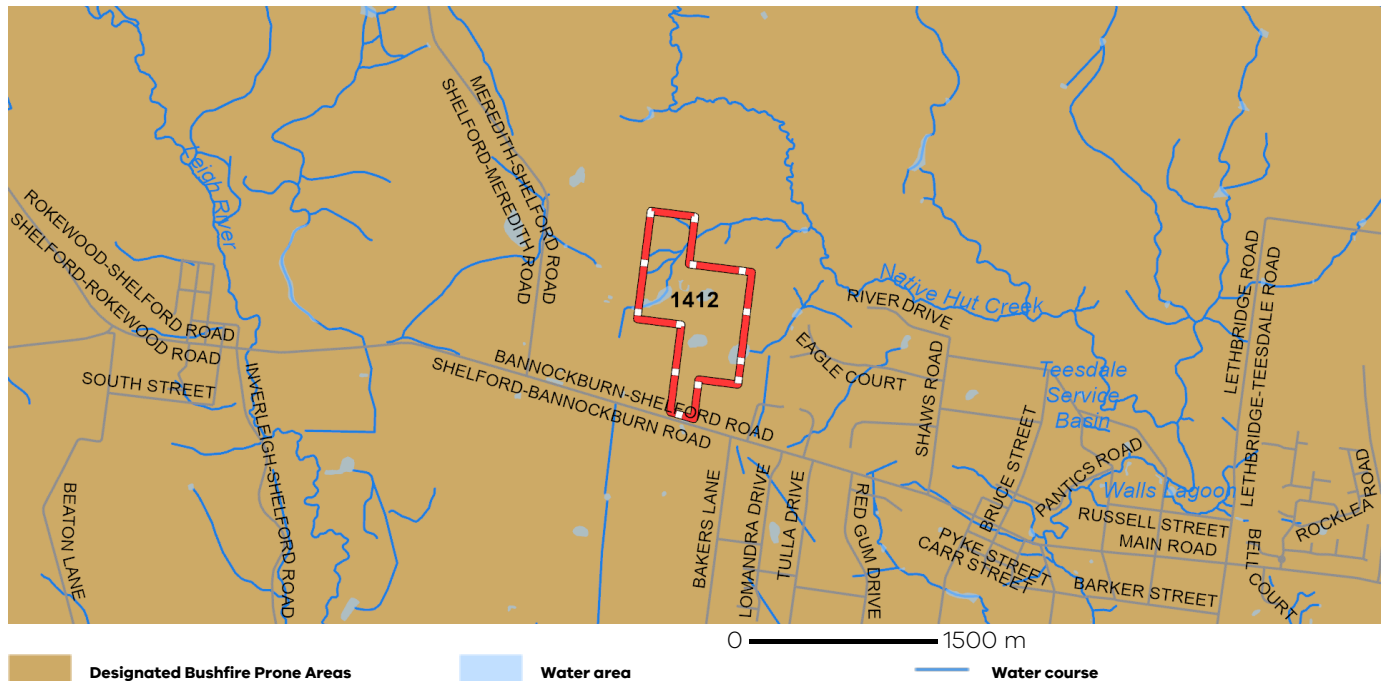 MEREDITH-SHELFORD ROAD
SHELFORD-MEREDITH ROAD
Leigh River
ROKEWOOD-SHELFORD ROAD
SHELFORD-ROKEWOOD ROAD
SOUTH STREET
INVERLEIGH-SHELFORD ROAD
BEATON LANE
1412
BANNOCKBURN-SHELFORD ROAD
SHELFORD-BANNOCKBURN ROAD
Native Hut Creek
RIVER DRIVE
EAGLE COURT
SHAWS ROAD
LETHBRIDGE ROAD
LETHBRIDGE-TEESDALE ROAD
Teesdale
Service
Basin
BRUCE STREET
PANTICS ROAD
Walls Lagoon
RUSSELL STREET
MAIN ROAD
ROCKLEA ROAD
BAKERS LANE
LOMANDRA DRIVE
TULLA DRIVE
RED GUM DRIVE
PYKE STREET
CARR STREET
BARKER STREET
BELL COURT
0 1500 m
Designated Bushfire Prone Areas
Water area
Water course